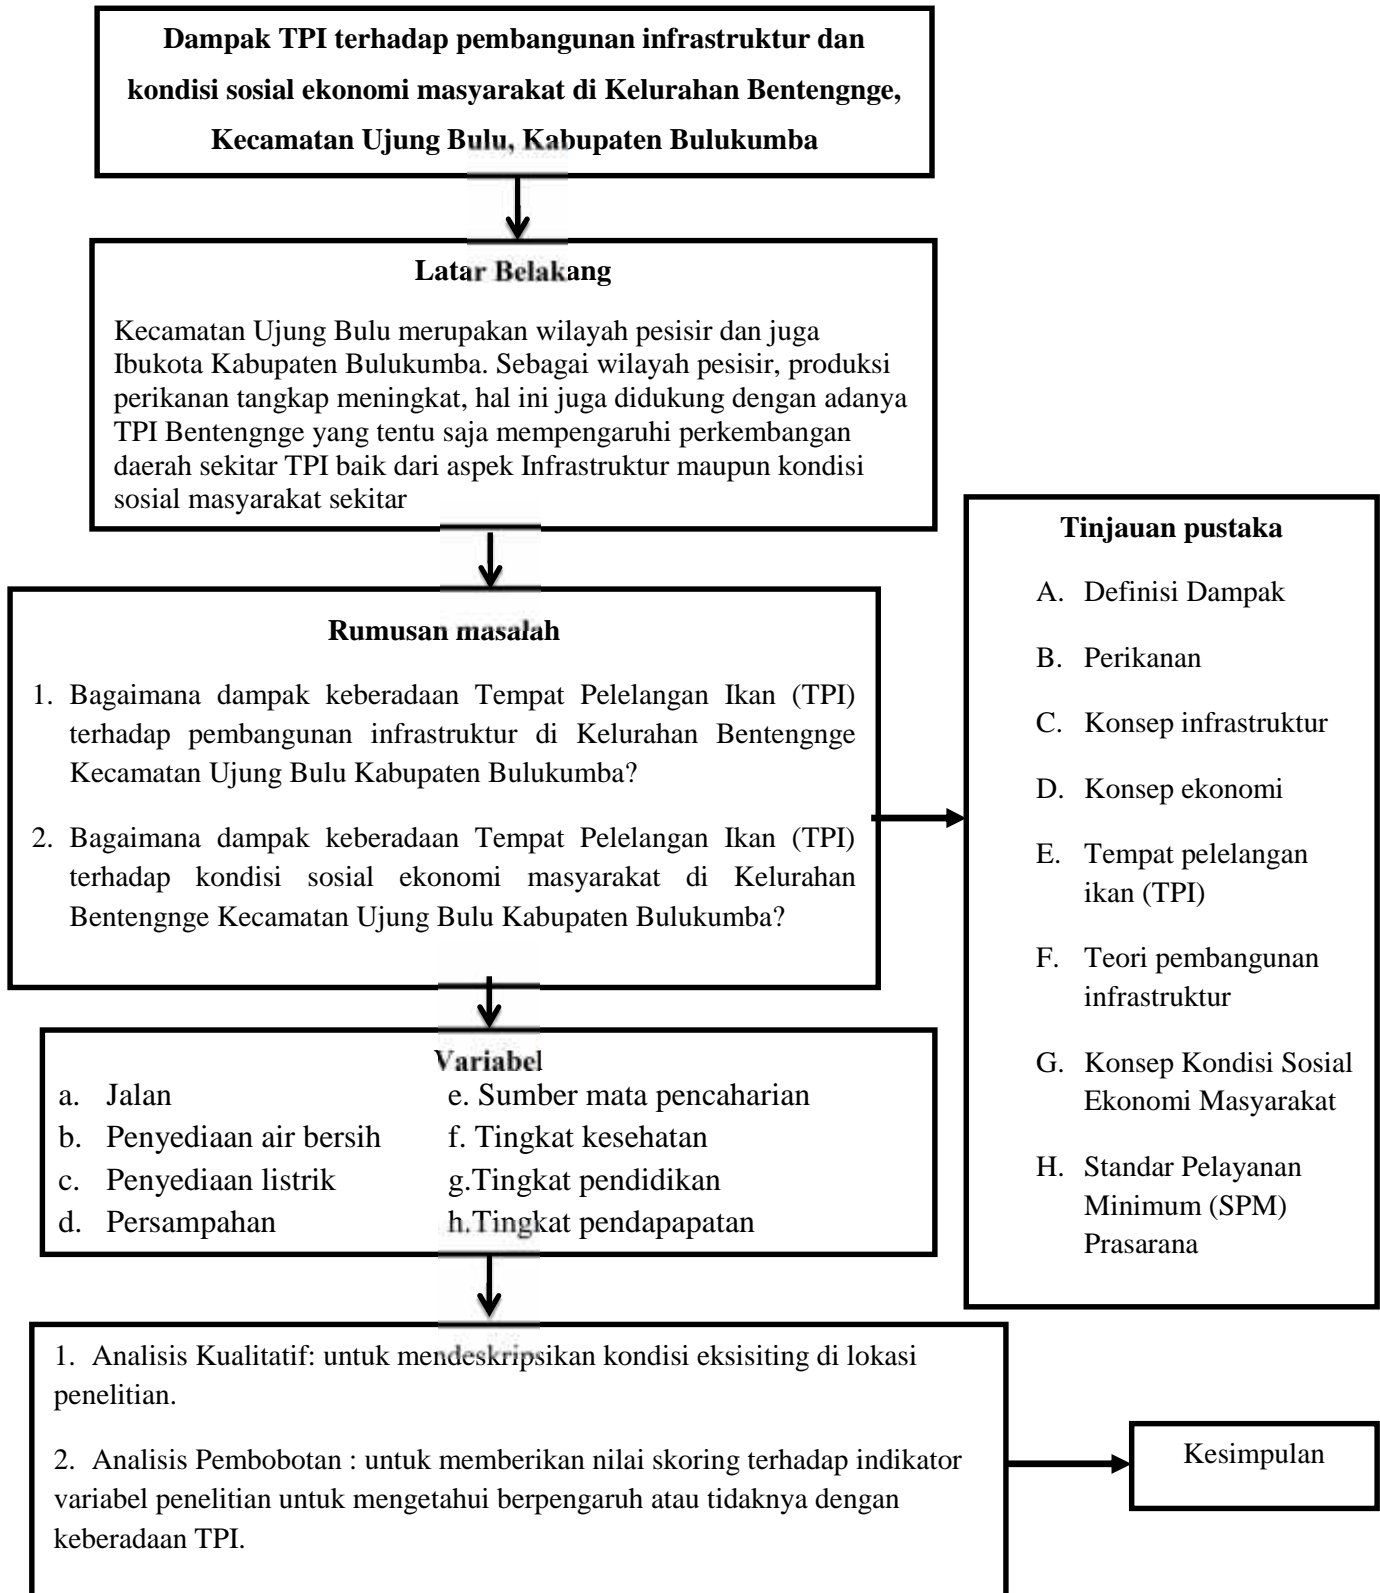 Dampak TPI terhadap pembangunan infrastruktur dan
kondisi sosial ekonomi masyarakat di Kelurahan Bentengnge,
Kecamatan Ujung Bulu, Kabupaten Bulukumba
Latar Belakang
Kecamatan Ujung Bulu merupakan wilayah pesisir dan juga
Ibukota Kabupaten Bulukumba. Sebagai wilayah pesisir, produksi
perikanan tangkap meningkat, hal ini juga didukung dengan adanya
TPI Bentengnge yang tentu saja mempengaruhi perkembangan
daerah sekitar TPI baik dari aspek Infrastruktur maupun kondisi
sosial masyarakat sekitar
Rumusan masalah
1. Bagaimana dampak keberadaan Tempat Pelelangan Ikan (TPI)
terhadap pembangunan infrastruktur di Kelurahan Bentengnge
Kecamatan Ujung Bulu Kabupaten Bulukumba?
2. Bagaimana dampak keberadaan Tempat Pelelangan Ikan (TPI)
terhadap kondisi sosial ekonomi masyarakat di Kelurahan
Bentengnge Kecamatan Ujung Bulu Kabupaten Bulukumba?
Tinjauan pustaka
A. Definisi Dampak
B. Perikanan
C. Konsep infrastruktur
D. Konsep ekonomi
E. Tempat pelelangan
ikan (TPI)
F. Teori pembangunan
infrastruktur
G. Konsep Kondisi Sosial
Ekonomi Masyarakat
H. Standar Pelayanan
Minimum (SPM)
Prasarana
Variabel
a. Jalan
b. Penyediaan air bersih
c. Penyediaan listrik
d. Persampahan
e. Sumber mata pencaharian
f. Tingkat kesehatan
g.Tingkat pendidikan
h.Tingkat pendapapatan
1. Analisis Kualitatif: untuk mendeskripsikan kondisi eksisiting di lokasi
penelitian.
2. Analisis Pembobotan : untuk memberikan nilai skoring terhadap indikator
variabel penelitian untuk mengetahui berpengaruh atau tidaknya dengan
keberadaan TPI.
Kesimpulan